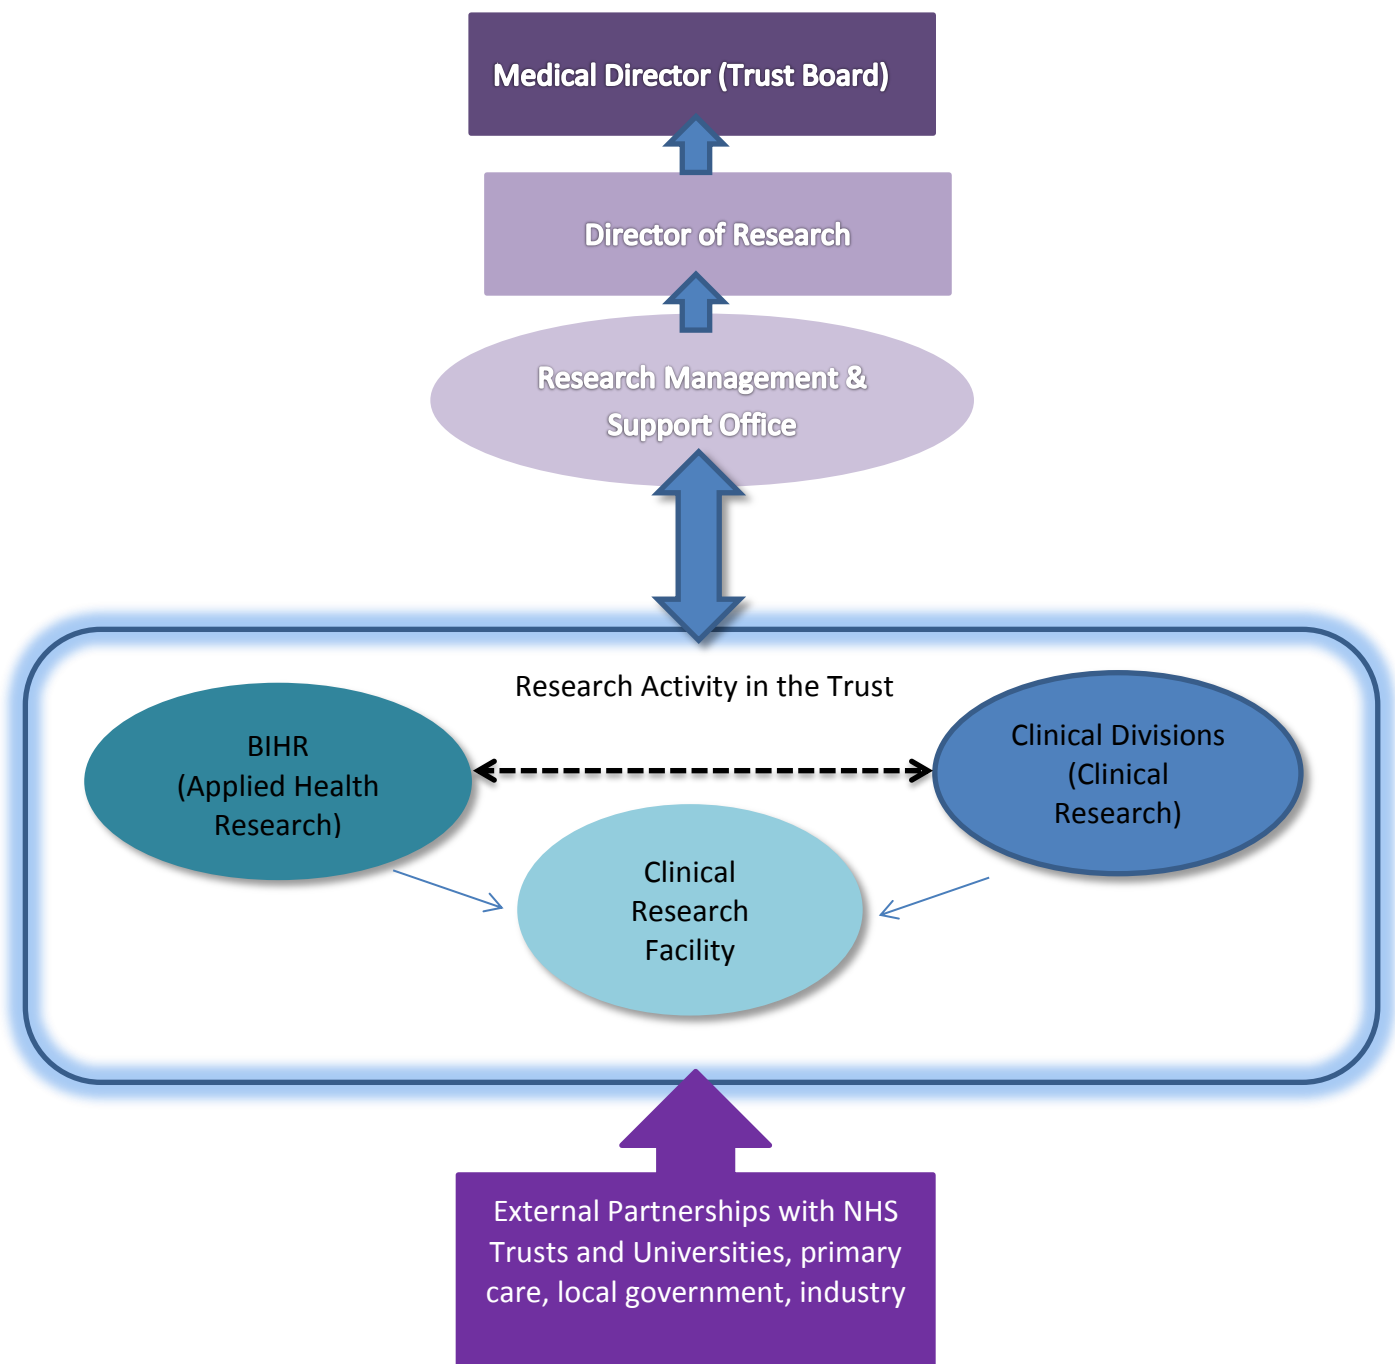 Medical Director (Trust Board)
Director of Research
Research Management &
Support Office
Research Activity in the Trust
BIHR
(Applied Health
Research)
Clinical Divisions
(Clinical
Research)
Clinical
Research
Facility
External Partnerships with NHS
Trusts and Universities, primary
care, local government, industry